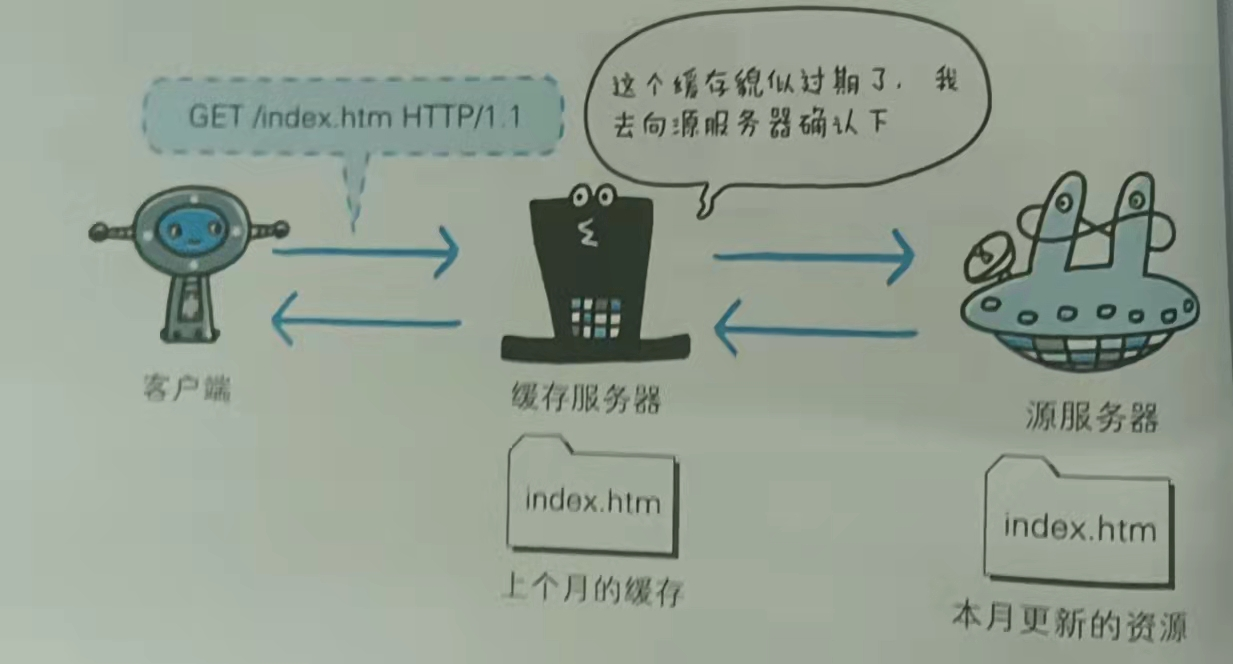 GET /index.htm HTTP/1.1
这个缓存貌似过期了，我
去向源服务器确认下
客户端
缓存服务器
源服务器
index.htm
index.htm
上个月的缓存
本月更新的资源